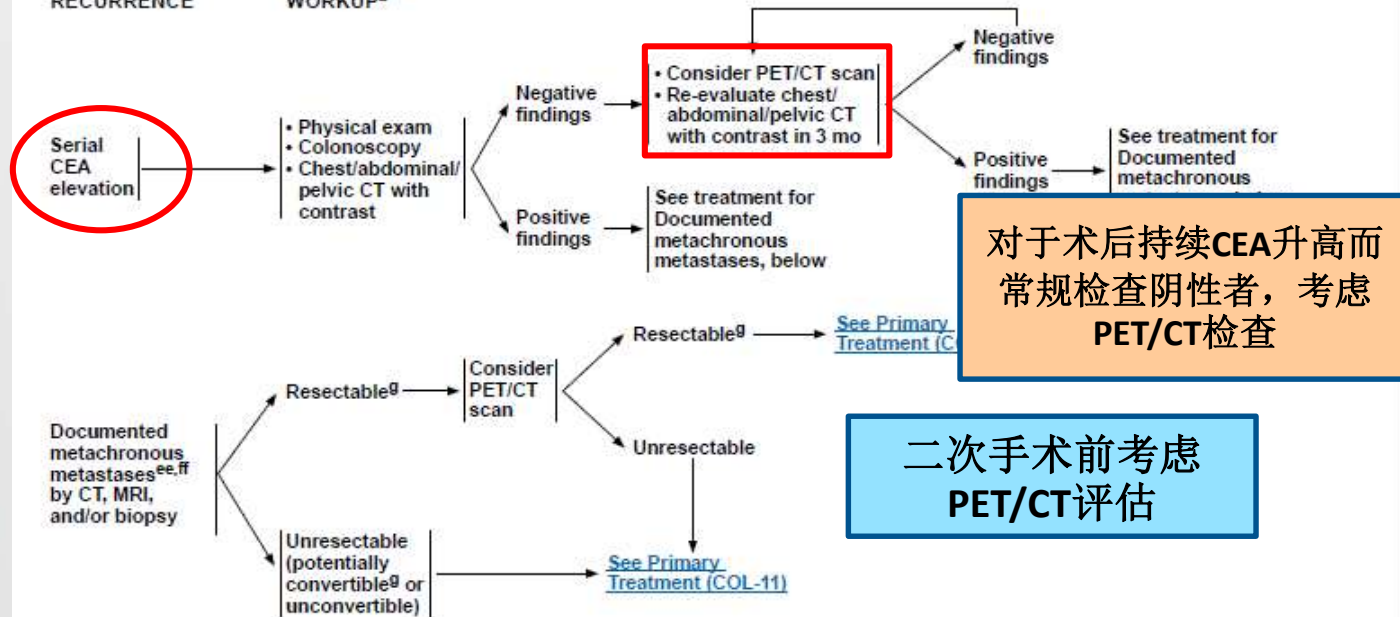 RECURRENCE
WORKUP
Serial
CEA
elevation
• Physical exam
• Colonoscopy
• Chest/abdominal/
pelvic CT with
contrast
Negative
findings
• Consider PET/CT scan
• Re-evaluate chest/
abdominal/pelvic CT
with contrast in 3 mo
Negative
findings
Positive
findings
See treatment for
Documented
metachronous
Positive
findings
See treatment for
Documented
metachronous
metastases, below
对于术后持续CEA升高而
常规检查阴性者，考虑
PET/CT检查
Documented
metachronous
metastases ee,ff
by CT, MRI,
and/or biopsy
Resectable g
Consider
PET/CT
scan
Resectable g
See Primary
Treatment (C
Unresectable
二次手术前考虑
PET/CT评估
Unresectable
(potentially
convertible g or
unconvertible)
See Primary
Treatment (COL-11)